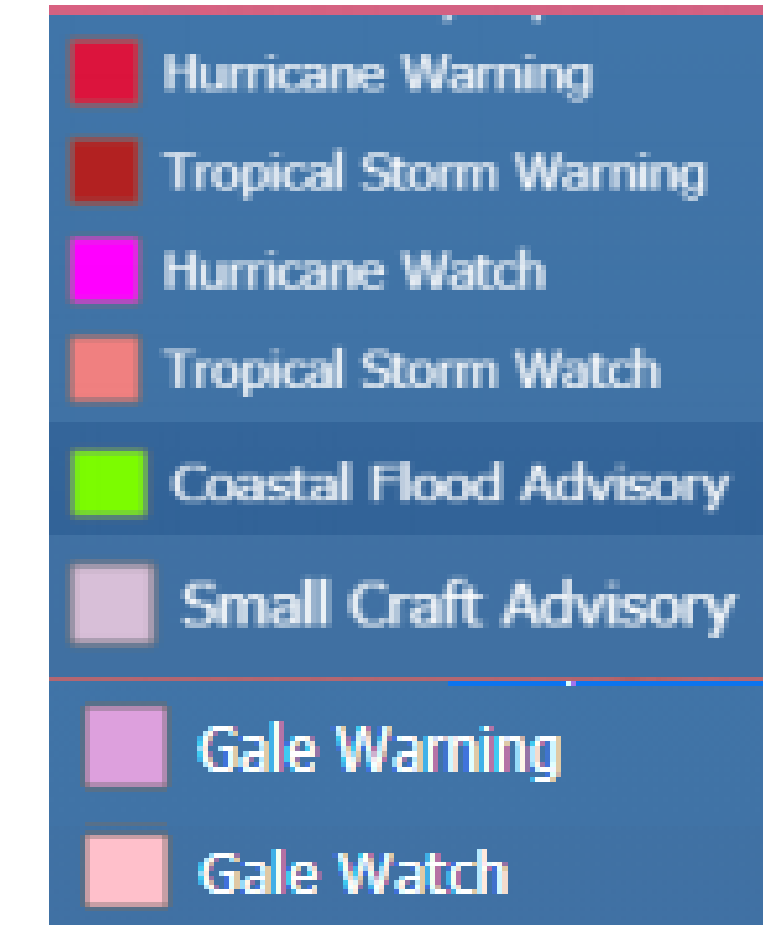 Hurricane Warning
Tropical Storm Warning
Hurricane Watch
Tropical Storm Watch
Coastal Flood Advisory
Small Craft Advisory
Gale Warning
Gale Watch